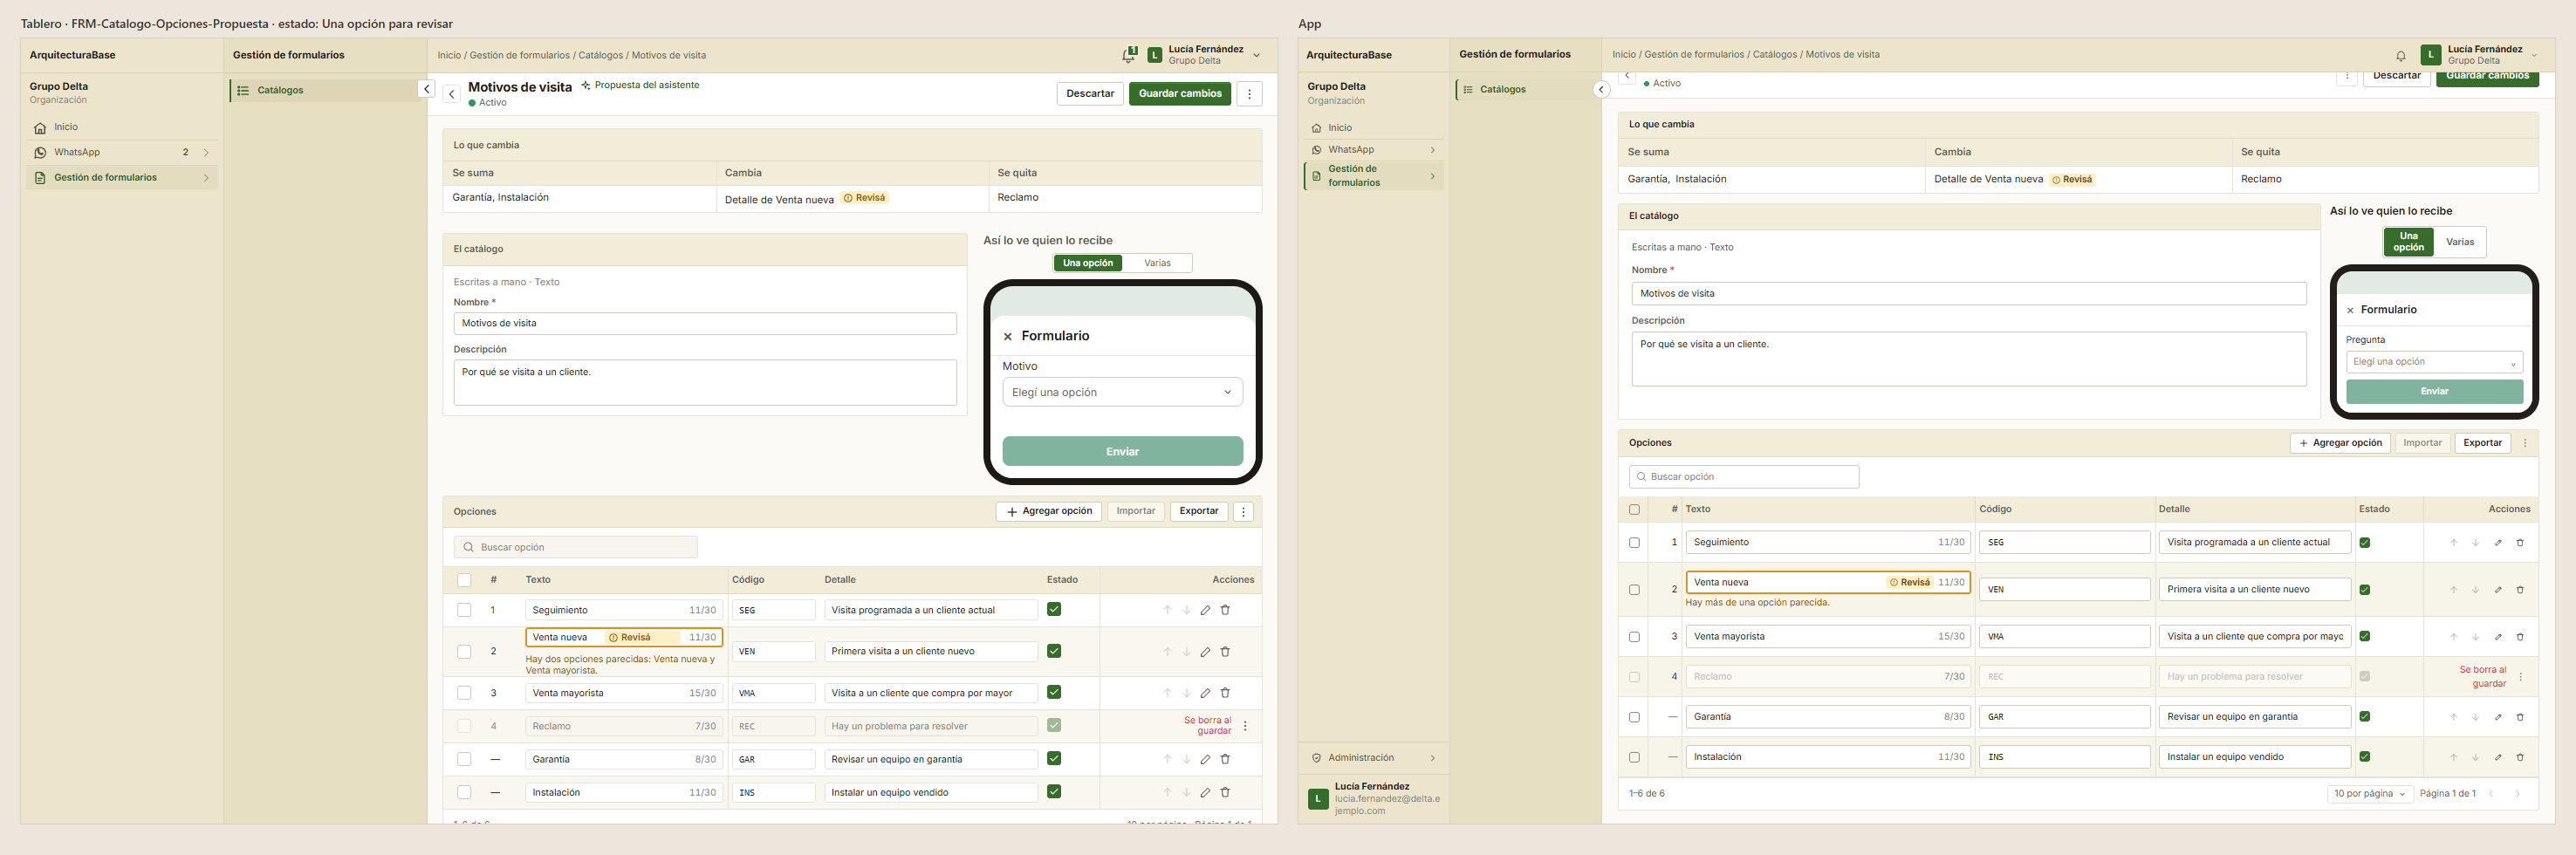 Tablero · FRM-Catalogo-Opciones-Propuesta · estado: Una opción para revisar
ArquitecturaBase
Gestión de formularios
Inicio / Gestión de formularios / Catálogos / Motivos de visita
1
L
Lucía Fernández
Grupo Delta
Grupo Delta
Organización
Inicio
WhatsApp
2
Gestión de formularios
Catálogos
Motivos de visita
Propuesta del asistente
Activo
Descartar
Guardar cambios
Lo que cambia
Se suma
Cambia
Se quita
Garantía, Instalación
Detalle de Venta nueva
Revisá
Reclamo
El catálogo
Escritas a mano · Texto
Nombre *
Motivos de visita
Descripción
Por qué se visita a un cliente.
Así lo ve quien lo recibe
Una opción
Varias
Formulario
Motivo
Elegí una opción
Enviar
Opciones
Agregar opción
Importar
Exportar
Buscar opción
# Texto Código Detalle Estado Acciones
1 Seguimiento 11/30 SEG Visita programada a un cliente actual
2 Venta nueva Revisá 11/30 VEN Primera visita a un cliente nuevo
Hay dos opciones parecidas: Venta nueva y
Venta mayorista.
3 Venta mayorista 15/30 VMA Visita a un cliente que compra por mayor
4 Reclamo 7/30 REC Hay un problema para resolver Se borra al
guardar
— Garantía 8/30 GAR Revisar un equipo en garantía
— Instalación 11/30 INS Instalar un equipo vendido
App
ArquitecturaBase
Gestión de formularios
Inicio / Gestión de formularios / Catálogos / Motivos de visita
L
Lucía Fernández
Grupo Delta
Grupo Delta
Organización
Inicio
WhatsApp
Gestión de
formularios
Catálogos
Activo
Descartar
Guardar cambios
Lo que cambia
Se suma
Cambia
Se quita
Garantía, Instalación
Detalle de Venta nueva
Revisá
Reclamo
El catálogo
Escritas a mano · Texto
Nombre *
Motivos de visita
Descripción
Por qué se visita a un cliente.
Así lo ve quien lo recibe
Una
opción
Varias
Formulario
Pregunta
Elegí una opción
Enviar
Opciones
Agregar opción
Importar
Exportar
Buscar opción
# Texto Código Detalle Estado Acciones
1 Seguimiento 11/30 SEG Visita programada a un cliente actual
2 Venta nueva Revisá 11/30 VEN Primera visita a un cliente nuevo
Hay más de una opción parecida.
3 Venta mayorista 15/30 VMA Visita a un cliente que compra por mayo
4 Reclamo 7/30 REC Hay un problema para resolver Se borra al
guardar
— Garantía 8/30 GAR Revisar un equipo en garantía
— Instalación 11/30 INS Instalar un equipo vendido
1–6 de 6
10 por página
Página 1 de 1
Administración
L
Lucía Fernández
lucia.fernandez@delta.e
jemplo.com